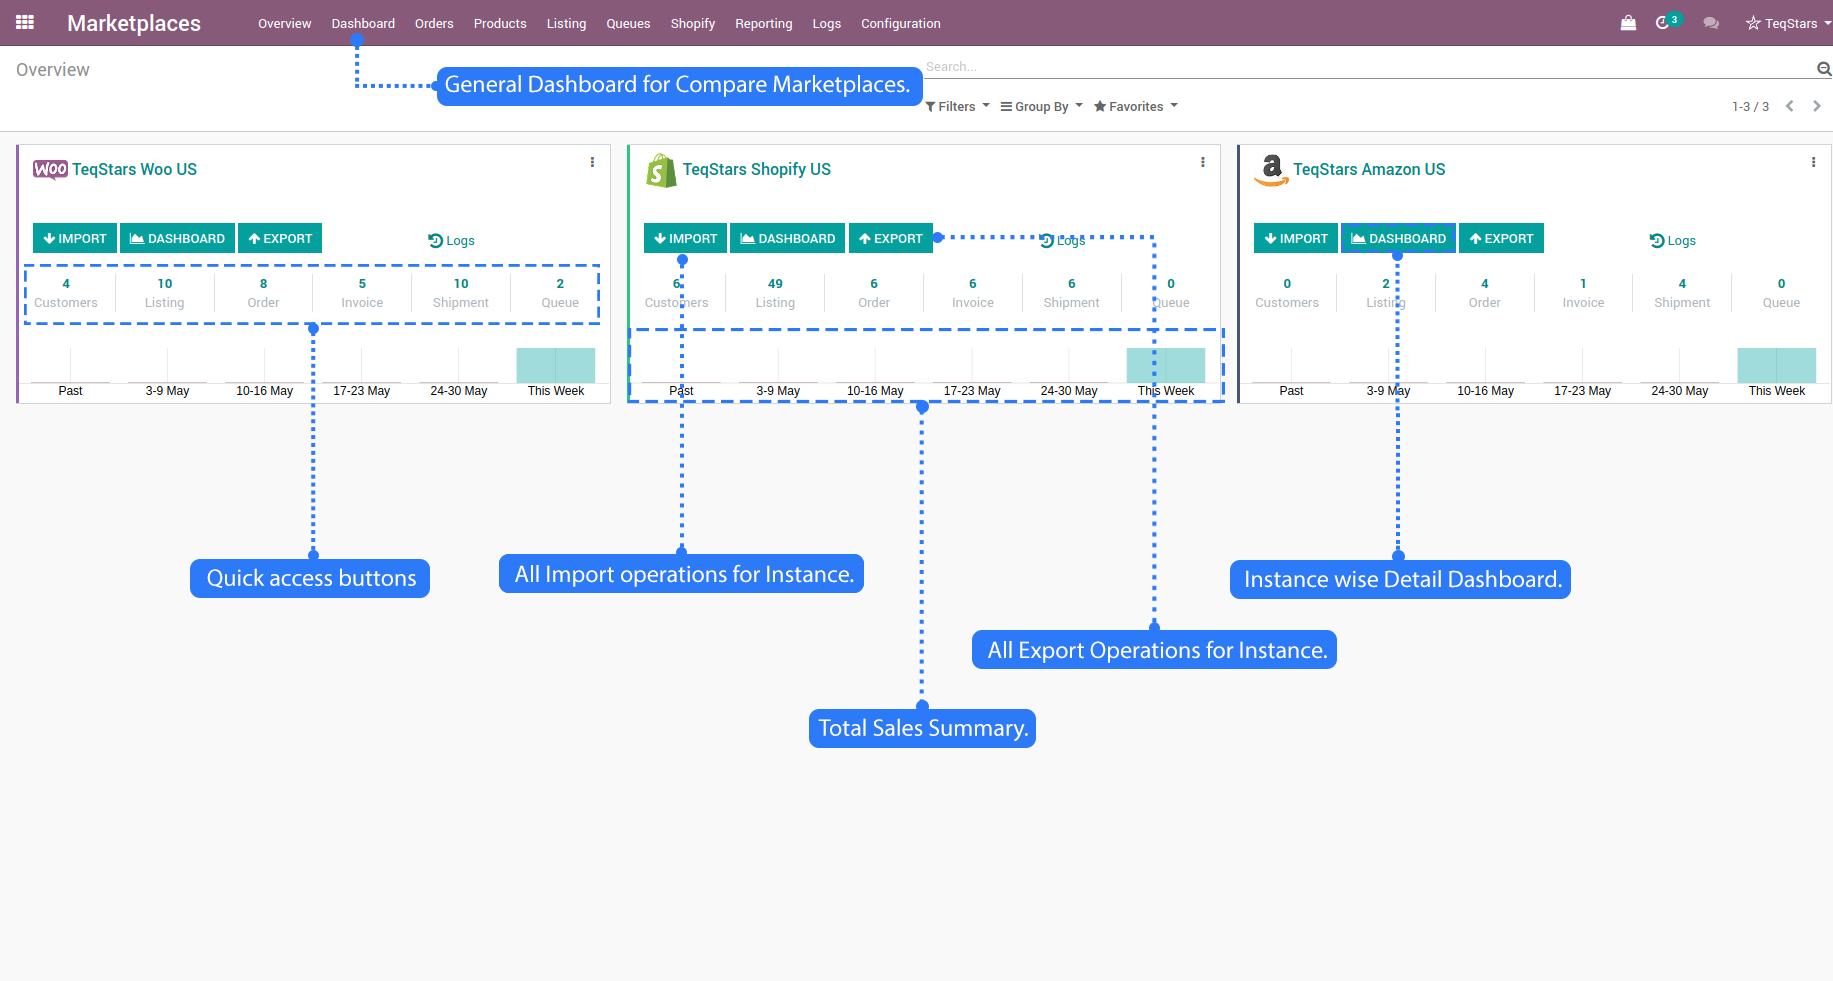 Marketplaces Overview Dashboard Orders Products Listing Queues Shopify Reporting Logs Configuration 3 TeqStars
Overview
Search...
General Dashboard for Compare Marketplaces.
Filters Group By Favorites 1-3 / 3
WOO TeqStars Woo US
IMPORT DASHBOARD EXPORT Logs
4 10 8 5 10 2
Customers Listing Order Invoice Shipment Queue
Past 3-9 May 10-16 May 17-23 May 24-30 May This Week
S TeqStars Shopify US
IMPORT DASHBOARD EXPORT Logs
6 49 6 6 6 0
Customers Listing Order Invoice Shipment Queue
Past 3-9 May 10-16 May 17-23 May 24-30 May This Week
a TeqStars Amazon US
IMPORT DASHBOARD EXPORT Logs
0 2 4 1 4 0
Customers Listing Order Invoice Shipment Queue
Past 3-9 May 10-16 May 17-23 May 24-30 May This Week
Quick access buttons
All Import operations for Instance.
Instance wise Detail Dashboard.
All Export Operations for Instance.
Total Sales Summary.